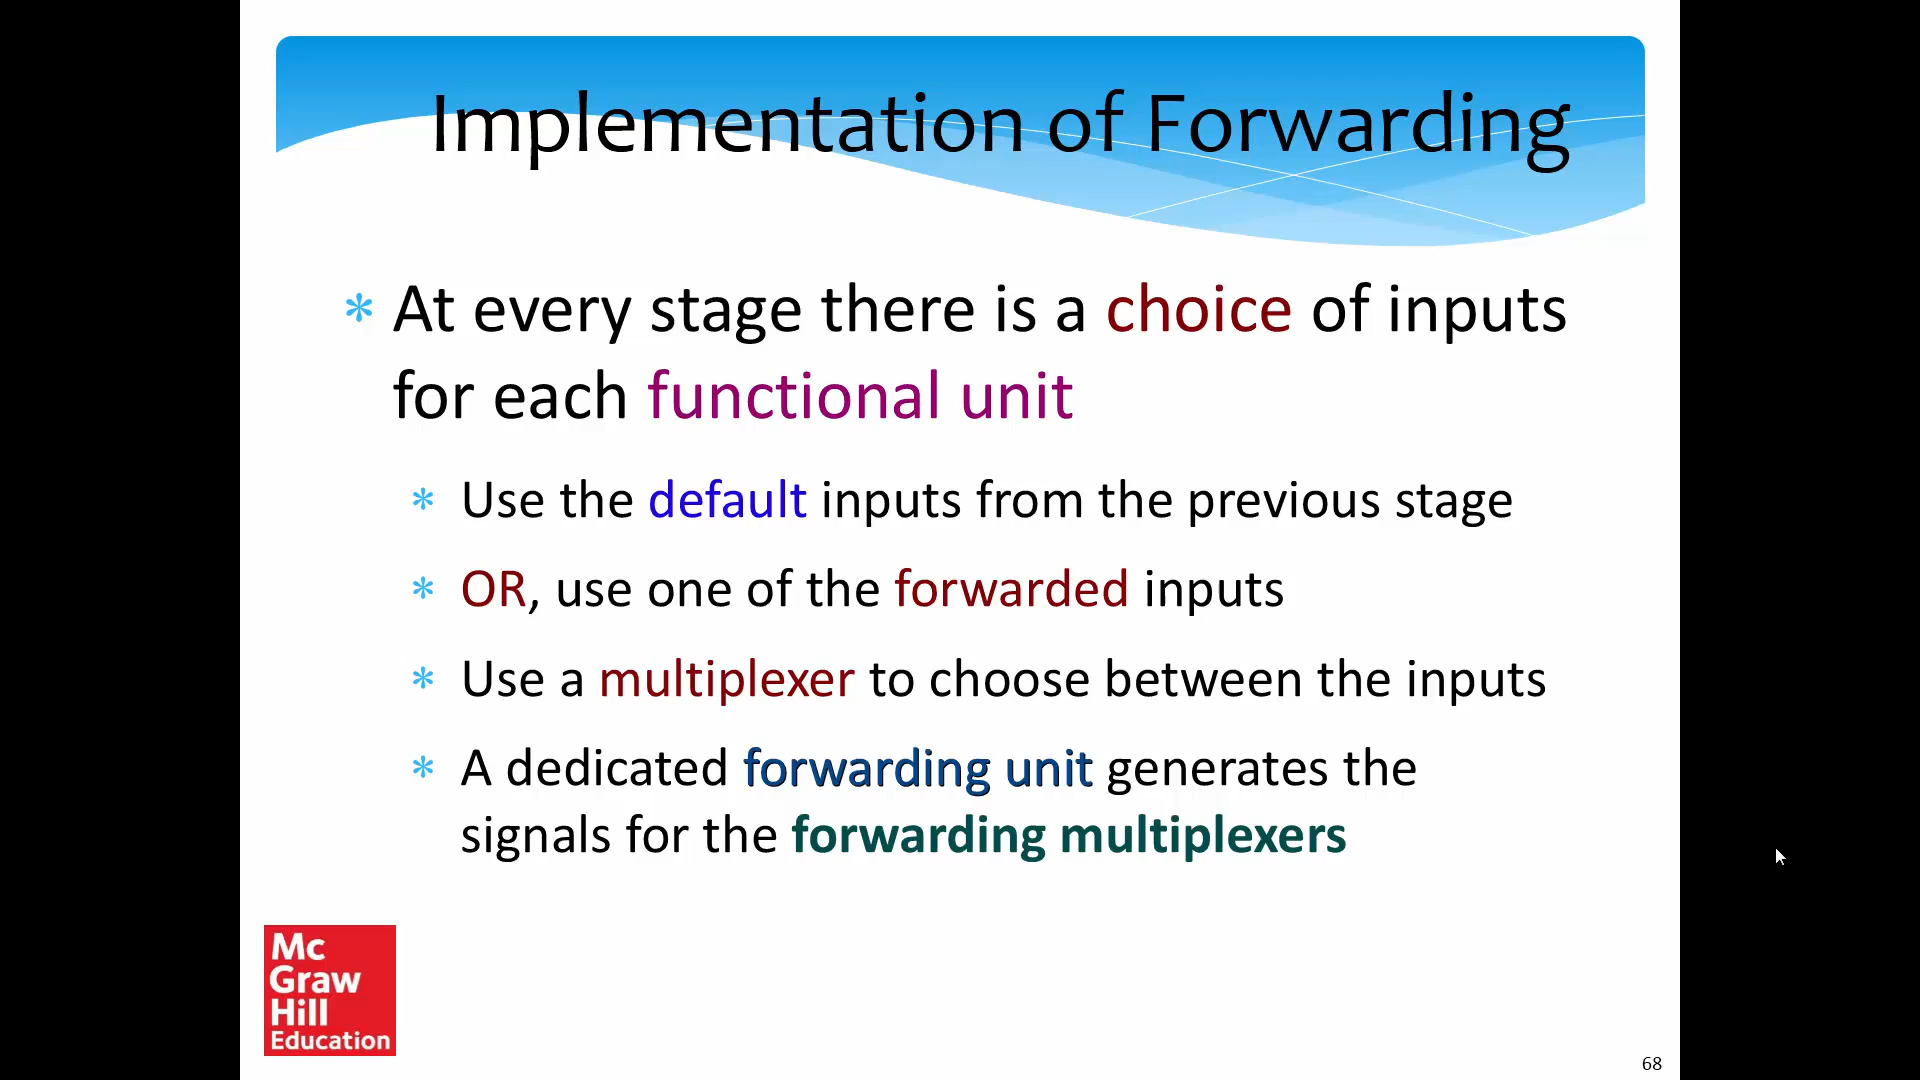 Implementation of Forwarding
* At every stage there is a choice of inputs
for each functional unit
* Use the default inputs from the previous stage
* OR, use one of the forwarded inputs
* Use a multiplexer to choose between the inputs
* A dedicated forwarding unit generates the
signals for the forwarding multiplexers
Mc
Graw
Hill
Education
68